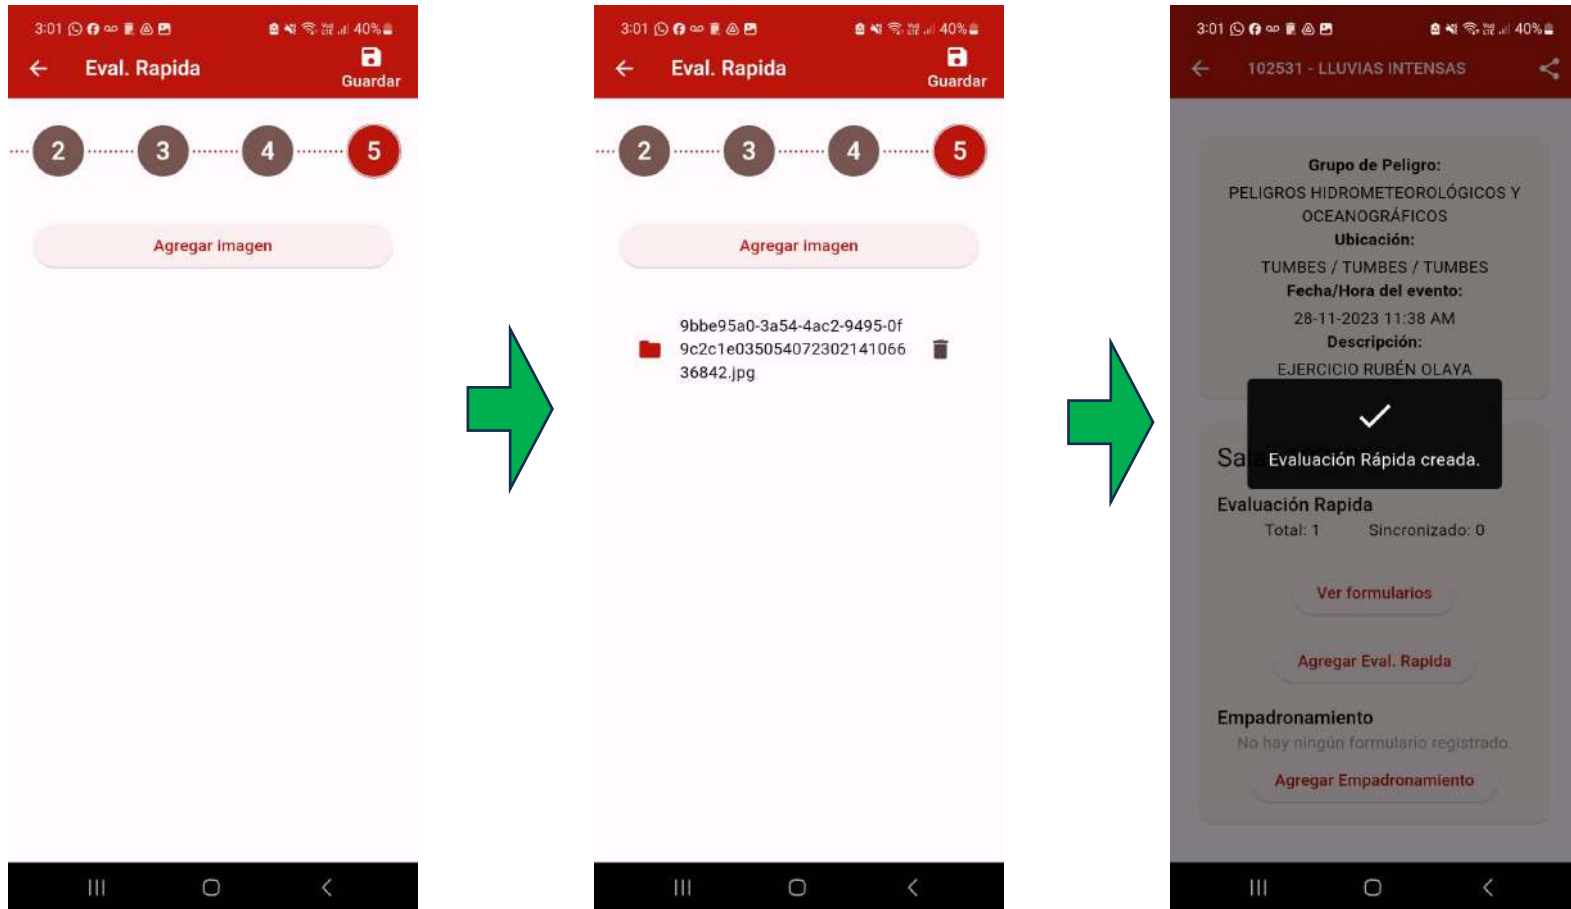 3:01
40%
Eval. Rapida
Guardar
2
3
4
5
Agregar imagen
3:01
40%
Eval. Rapida
Guardar
2
3
4
5
Agregar imagen
9bbe95a0-3a54-4ac2-9495-0f
9c2c1e035054072302141066
36842.jpg
3:01
40%
102531 - LLUVIAS INTENSAS
Grupo de Peligro:
PELIGROS HIDROMETEOROLÓGICOS Y
OCEANOGRÁFICOS
Ubicación:
TUMBES / TUMBES / TUMBES
Fecha/Hora del evento:
28-11-2023 11:38 AM
Descripción:
EJERCICIO RUBÉN OLAYA
Evaluación Rápida creada.
Evaluación Rapida
Total: 1 Sincronizado: 0
Ver formularios
Agregar Eval. Rapida
Empadronamiento
No hay ningún formulario registrado.
Agregar Empadronamiento